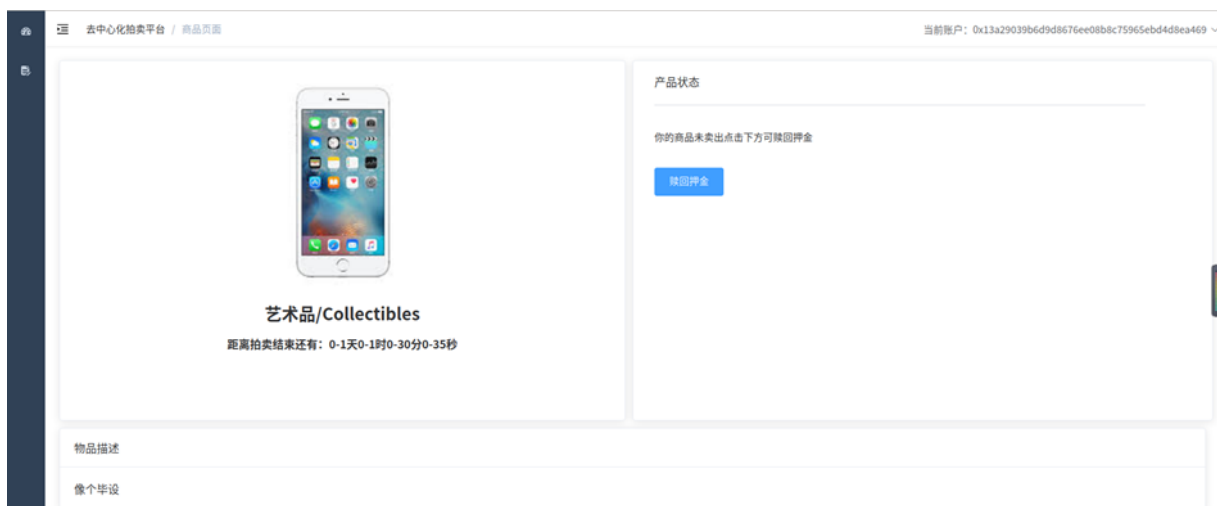 去中心化拍卖平台 / 商品页面
当前账户：0x13a29039b6d9d8676ee08b8c75965ebd4d8ea469
艺术品/Collectibles
距离拍卖结束还有：0-1天0-1时0-30分0-35秒
产品状态
你的商品未卖出点击下方可赎回押金
赎回押金
物品描述
像个毕设